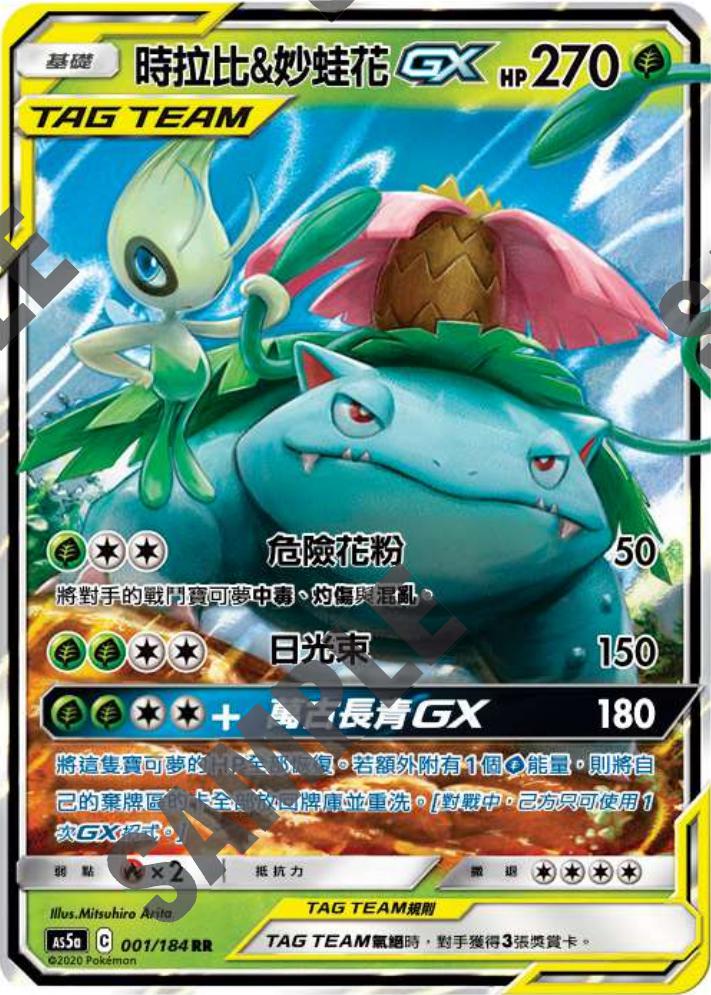 基礎 時拉比&妙蛙花GX HP270
TAG TEAM
危險花粉 50
將對手的戰鬥寶可夢中毒、灼傷與混亂。
日光束 150
+ 萬古長青GX 180
將這隻寶可夢的HP全部恢復。若額外附有1個能量，則將自
己的棄牌區的卡全部放回牌庫並重洗。[對戰中，己方只可使用1
次GX招式。]
弱點 ×2 抵抗力 撤退
Illus.Mitsuhiro Arita
TAG TEAM規則
AS5a C 001/184 RR
TAG TEAM氣絕時，對手獲得3張獎賞卡。
©2020 Pokémon
SAMPLE